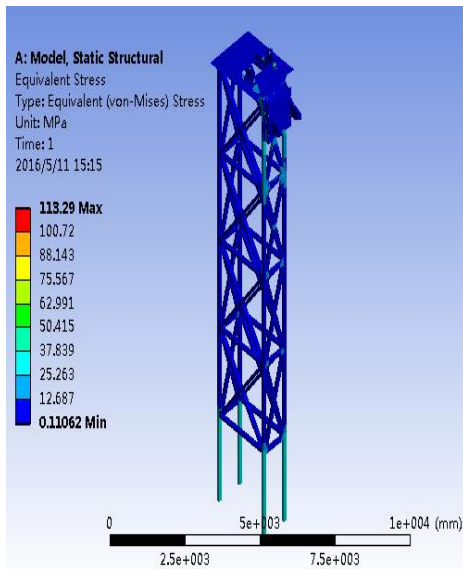 A: Model, Static Structural
Equivalent Stress
Type: Equivalent (von-Mises) Stress
Unit: MPa
Time: 1
2016/5/11 15:15
113.29 Max
100.72
88.143
75.567
62.991
50.415
37.839
25.263
12.687
0.11062 Min
0 5e+003 1e+004 (mm)
2.5e+003 7.5e+003